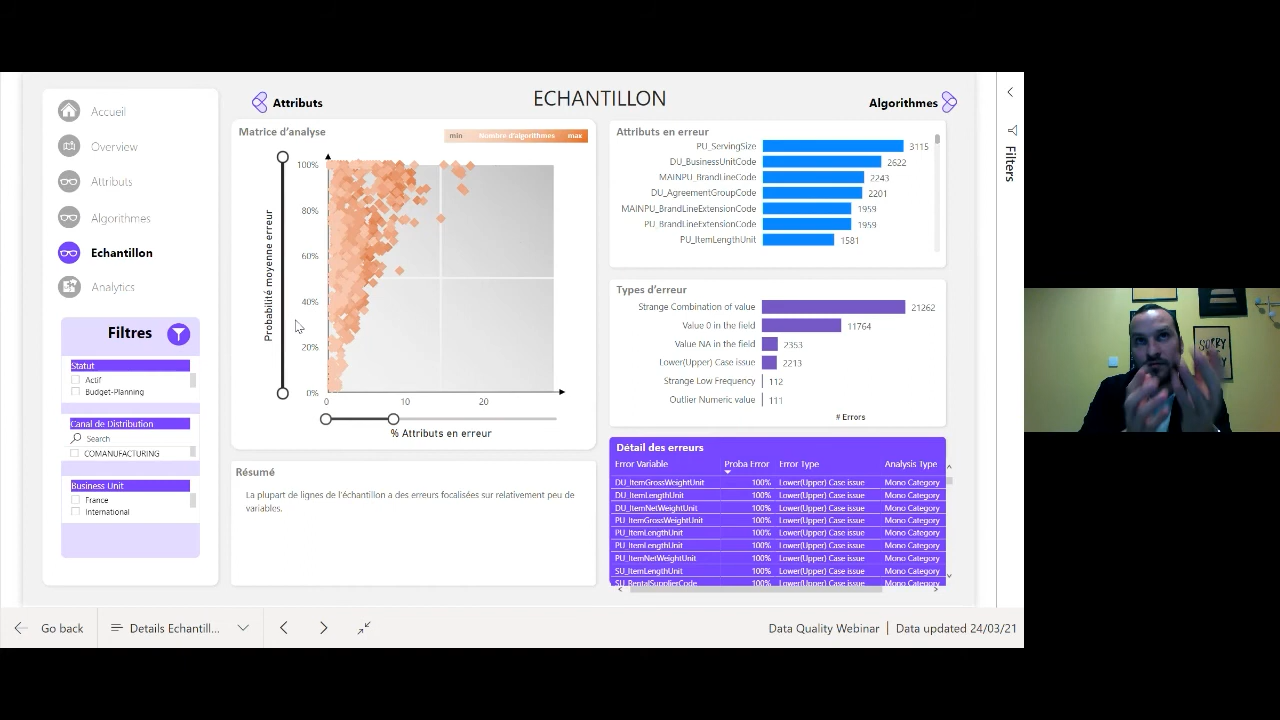 ECHANTILLON
Attributs
Algorithmes
Accueil
Overview
Attributs
Algorithmes
Echantillon
Analytics
Filtres
Statut
Actif
Budget-Planning
Canal de Distribution
Search
COMANUFACTURING
Business Unit
France
International
Matrice d'analyse
min Nombre d'algorithmes max
Probabilité moyenne erreur
100%
80%
60%
40%
20%
0%
0 10 20
% Attributs en erreur
Résumé
La plupart de lignes de l'échantillon a des erreurs focalisées sur relativement peu de
variables.
Attributs en erreur
PU_ServingSize 3115
DU_BusinessUnitCode 2622
MAINPU_BrandLineCode 2243
DU_AgreementGroupCode 2201
MAINPU_BrandLineExtensionCode 1959
PU_BrandLineExtensionCode 1959
PU_ItemLengthUnit 1581
Types d'erreur
Strange Combination of value 21262
Value 0 in the field 11764
Value NA in the field 2353
Lower(Upper) Case issue 2213
Strange Low Frequency 112
Outlier Numeric value 111
# Errors
Détail des erreurs
Error Variable Proba Error Error Type Analysis Type
DU_ItemGrossWeightUnit 100% Lower(Upper) Case issue Mono Category
DU_ItemLengthUnit 100% Lower(Upper) Case issue Mono Category
DU_ItemNetWeightUnit 100% Lower(Upper) Case issue Mono Category
PU_ItemGrossWeightUnit 100% Lower(Upper) Case issue Mono Category
PU_ItemLengthUnit 100% Lower(Upper) Case issue Mono Category
PU_ItemLengthUnit 100% Lower(Upper) Case issue Mono Category
PU_ItemNetWeightUnit 100% Lower(Upper) Case issue Mono Category
SU_ItemLengthUnit 100% Lower(Upper) Case issue Mono Category
SU_RentalSupplierCode 100% Lower(Upper) Case issue Mono Category
Filters
SORRY
Go back
Details Echantill...
Data Quality Webinar | Data updated 24/03/21